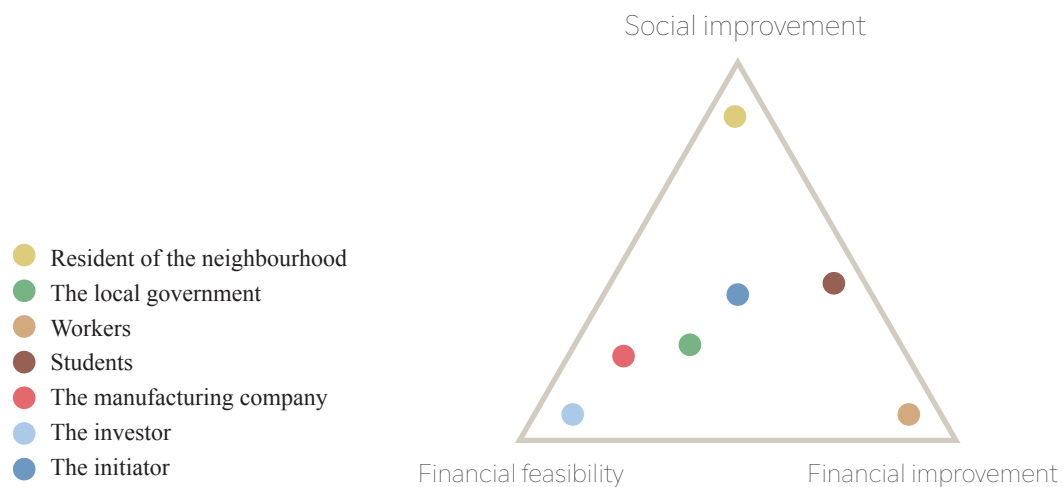 Social improvement
Resident of the neighbourhood
The local government
Workers
Students
The manufacturing company
The investor
The initiator
Financial feasibility
Financial improvement